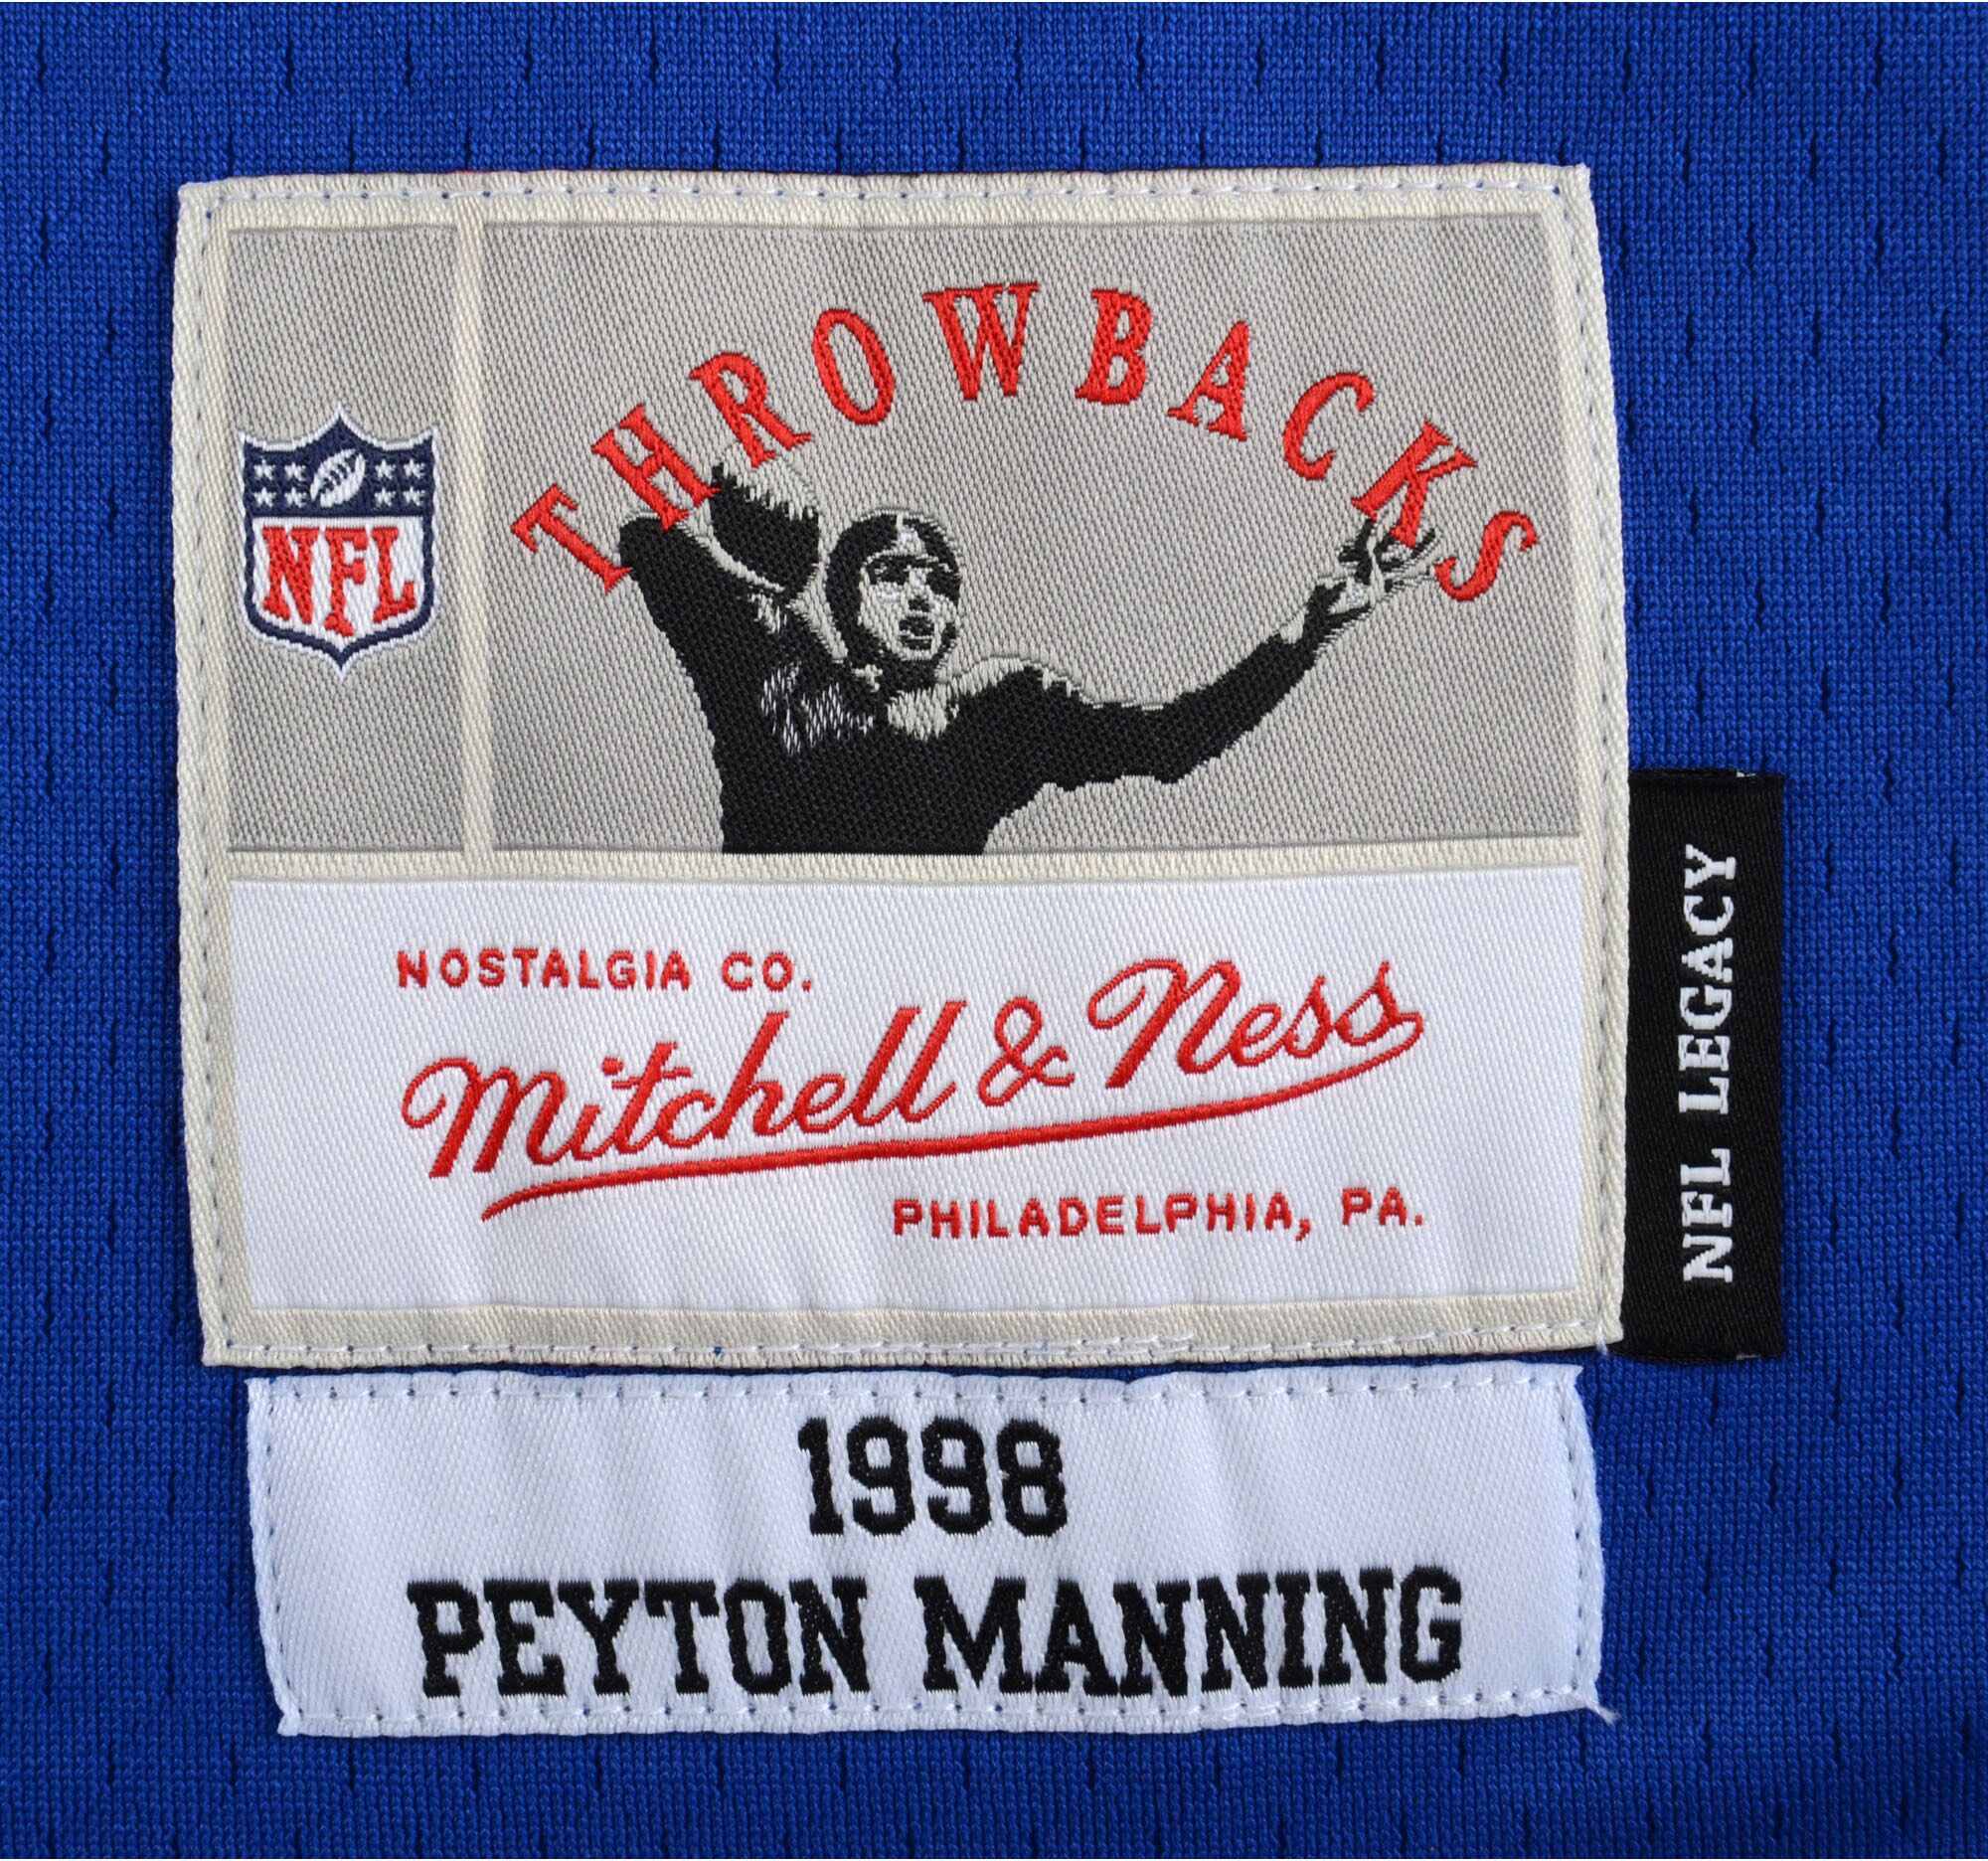 THROWBACKS
NFL
NOSTALGIA CO.
Mitchell & Ness
PHILADELPHIA, PA.
NFL LEGACY
1998
PEYTON MANNING